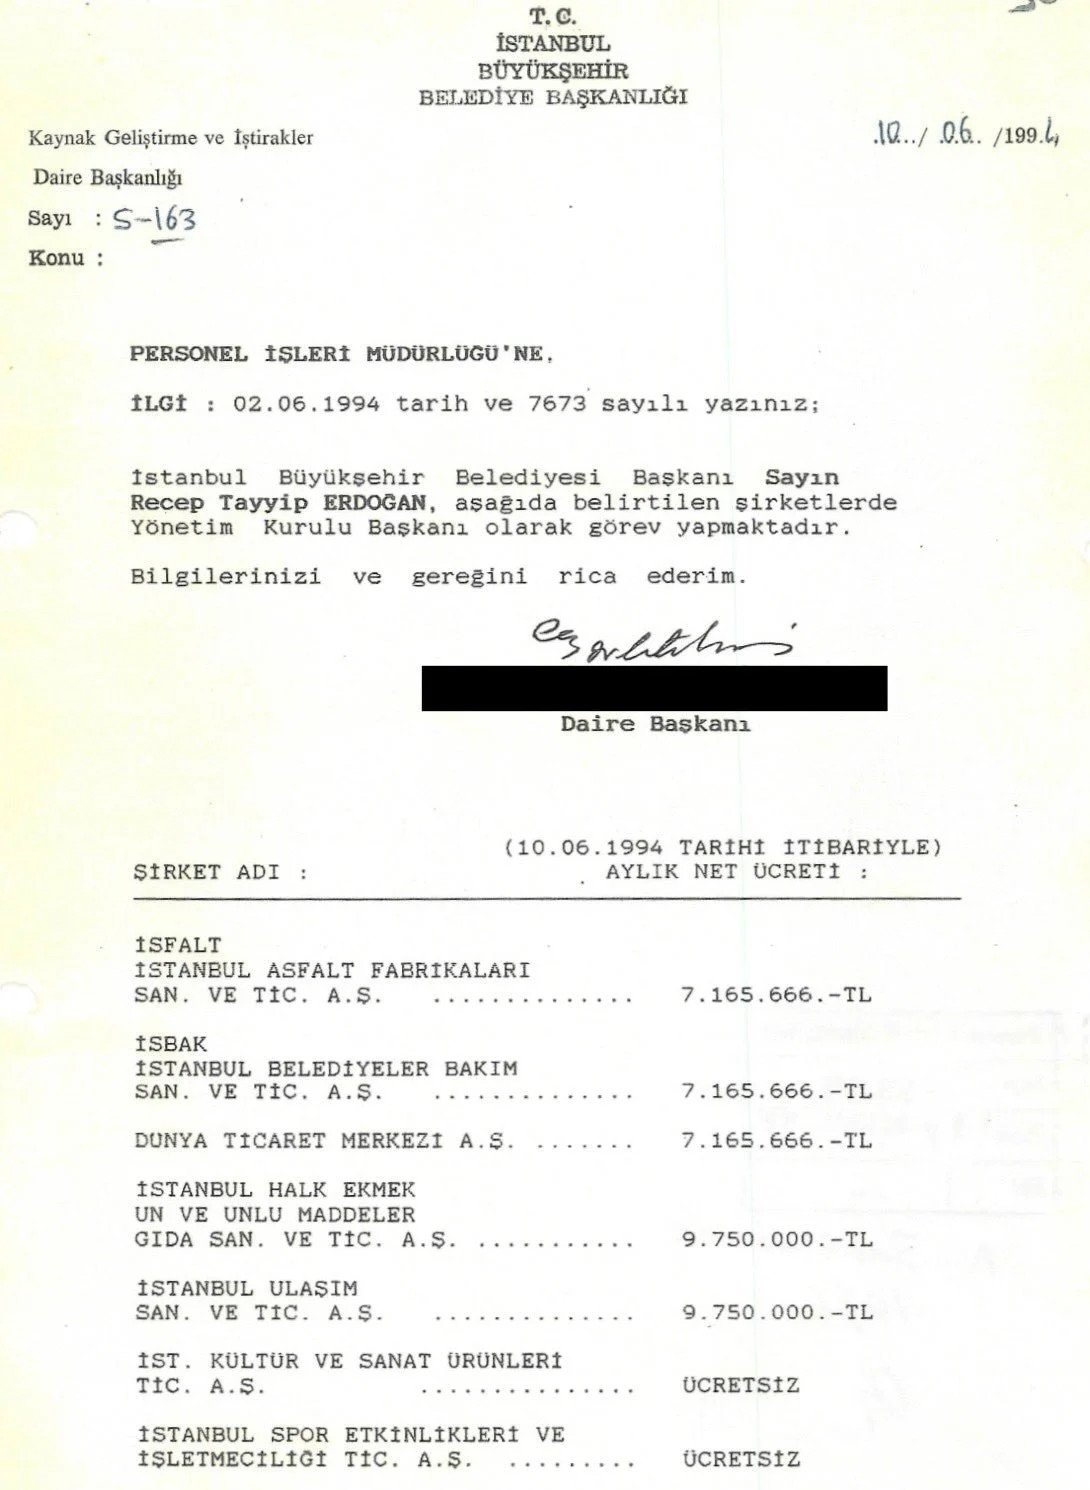 T.C.
İSTANBUL
BÜYÜKŞEHİR
BELEDİYE BAŞKANLIĞI
Kaynak Geliştirme ve İştirakler
10../ .06.. /1994
Daire Başkanlığı
Sayı : S-163
Konu :
PERSONEL İŞLERİ MÜDÜRLÜĞÜ'NE,
İLGİ : 02.06.1994 tarih ve 7673 sayılı yazınız;
İstanbul Büyükşehir Belediyesi Başkanı Sayın
Recep Tayyip ERDOĞAN, aşağıda belirtilen şirketlerde
Yönetim Kurulu Başkanı olarak görev yapmaktadır.
Bilgilerinizi ve gereğini rica ederim.
Daire Başkanı
(10.06.1994 TARİHİ İTİBARİYLE)
ŞİRKET ADI : AYLIK NET ÜCRETİ :
İSFALT
İSTANBUL ASFALT FABRİKALARI
SAN. VE TİC. A.Ş. .............. 7.165.666.-TL
İSBAK
İSTANBUL BELEDİYELER BAKIM
SAN. VE TİC. A.Ş. .............. 7.165.666.-TL
DUNYA TİCARET MERKEZİ A.Ş. ....... 7.165.666.-TL
İSTANBUL HALK EKMEK
UN VE UNLU MADDELER
GIDA SAN. VE TİC. A.Ş. ........... 9.750.000.-TL
İSTANBUL ULAŞIM
SAN. VE TİC. A.Ş. .............. 9.750.000.-TL
İST. KÜLTÜR VE SANAT ÜRÜNLERİ
TİC. A.Ş. ............... ÜCRETSİZ
İSTANBUL SPOR ETKİNLİKLERİ VE
İŞLETMECİLİĞİ TİC. A.Ş. ......... ÜCRETSİZ